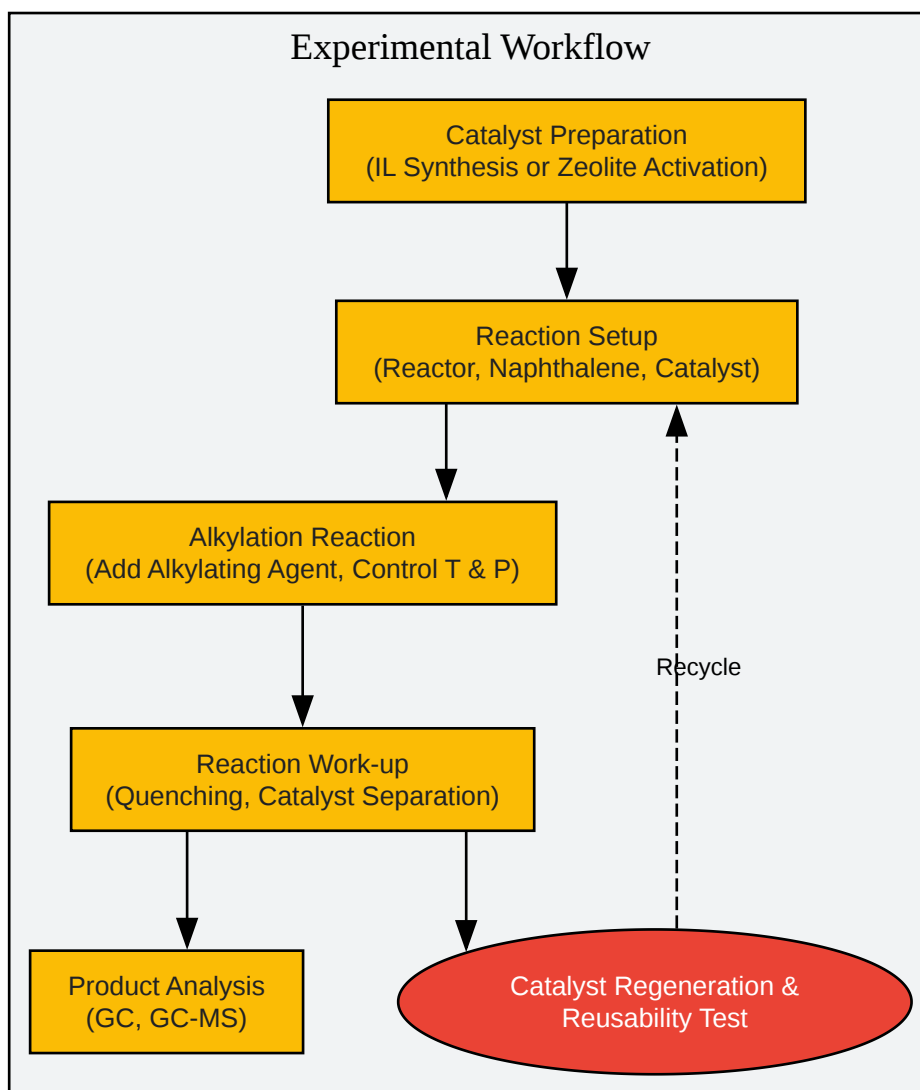 Experimental Workflow
Catalyst Preparation
(IL Synthesis or Zeolite Activation)
Reaction Setup
(Reactor, Naphthalene, Catalyst)
Alkylation Reaction
(Add Alkylating Agent, Control T & P)
Recycle
Reaction Work-up
(Quenching, Catalyst Separation)
Product Analysis
(GC, GC-MS)
Catalyst Regeneration &
Reusability Test